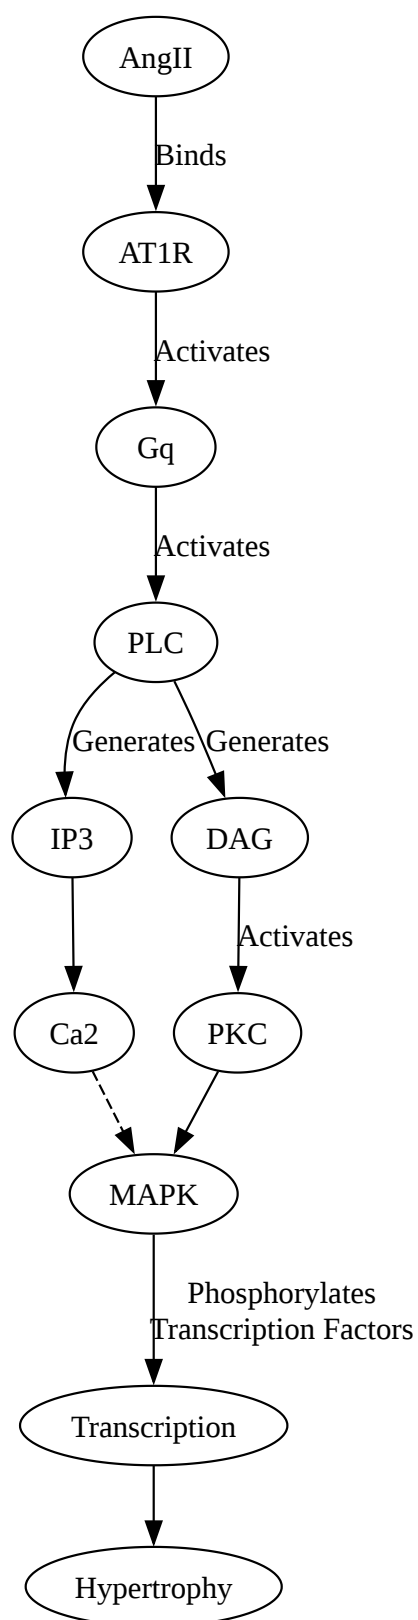 AngII
Binds
AT1R
Activates
Gq
Activates
PLC
Generates Generates
IP3 DAG
Activates
Ca2 PKC
MAPK
Phosphorylates
Transcription Factors
Transcription
Hypertrophy